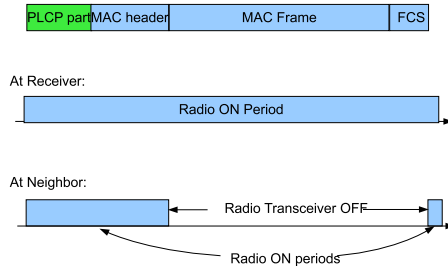 PLCP part MAC header MAC Frame FCS
At Receiver:
Radio ON Period
At Neighbor:
Radio Transceiver OFF
Radio ON periods